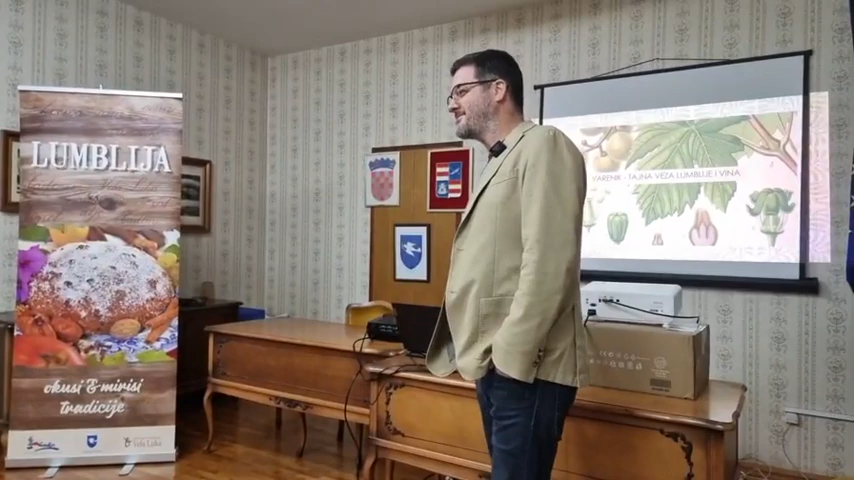 LUMBLIJA
okusi & mirisi
tradicije
Vela Luka
VARENIK - TAJNA VEZA LUMBLIJE I VINA